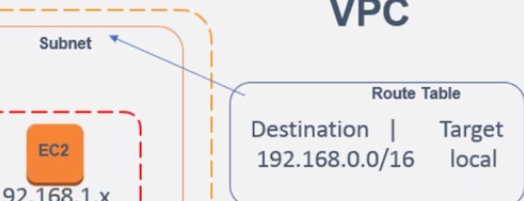 VPC
Subnet
Route Table
Destination | Target
192.168.0.0/16 local
EC2
92.168.1.x